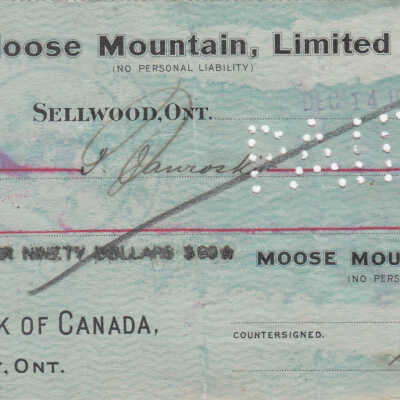 Moose Mountain, Limited
(NO PERSONAL LIABILITY)
SELLWOOD, ONT. DEC 14
NINETY DOLLARS $90
MOOSE MOU
(NO PERS
K OF CANADA,
COUNTERSIGNED.
Y, ONT.